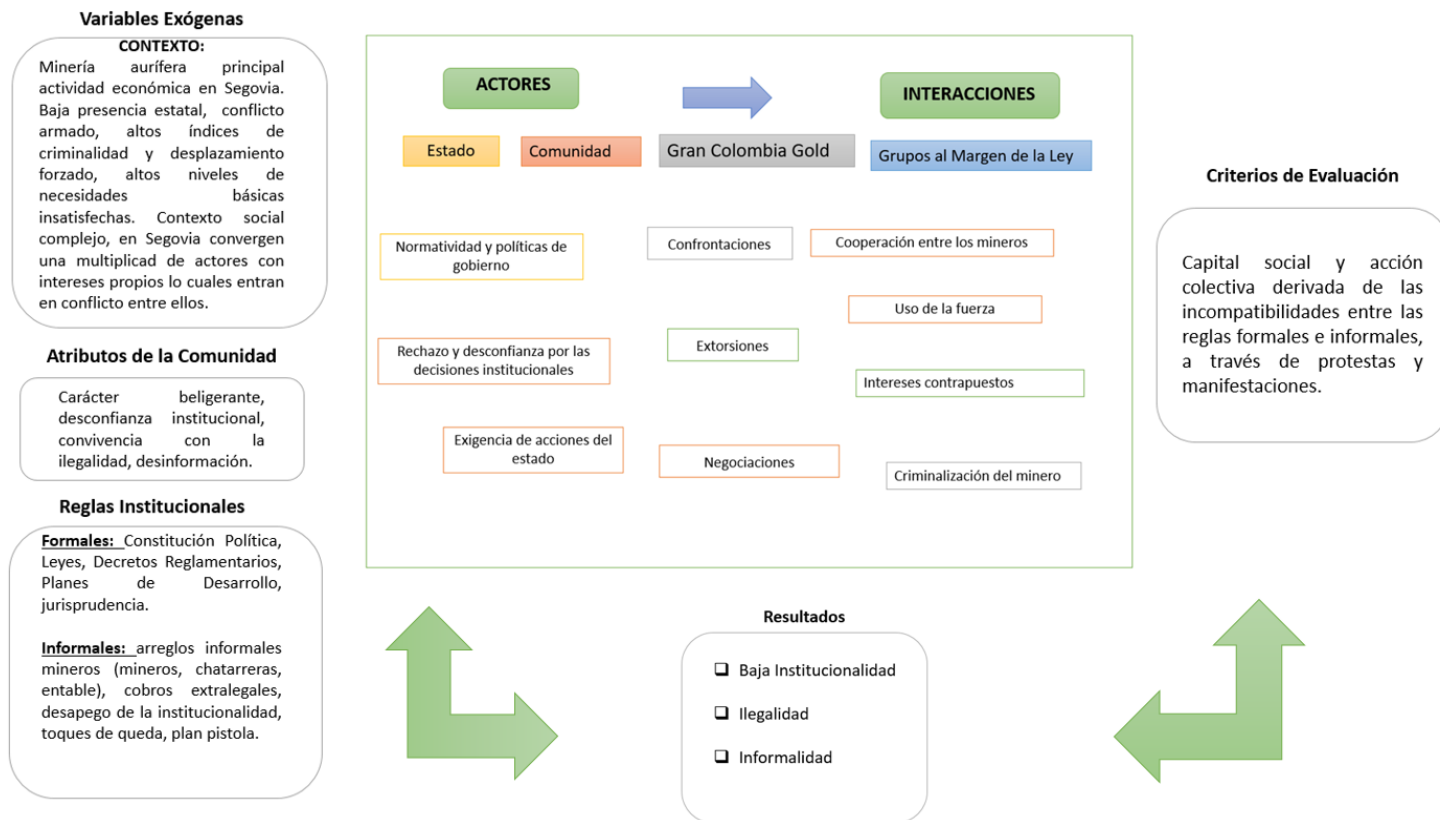 Variables Exógenas
CONTEXTO:
Minería aurífera principal
actividad económica en Segovia.
Baja presencia estatal, conflicto
armado, altos índices de
criminalidad y desplazamiento
forzado, altos niveles de
necesidades básicas
insatisfechas. Contexto social
complejo, en Segovia convergen
una multiplicad de actores con
intereses propios lo cuales entran
en conflicto entre ellos.
Atributos de la Comunidad
Carácter beligerante,
desconfianza institucional,
convivencia con la
ilegalidad, desinformación.
Reglas Institucionales
Formales: Constitución Política,
Leyes, Decretos Reglamentarios,
Planes de Desarrollo,
jurisprudencia.
Informales: arreglos informales
mineros (mineros, chatarreras,
entable), cobros extralegales,
desapego de la institucionalidad,
toques de queda, plan pistola.
ACTORES
INTERACCIONES
Estado
Comunidad
Gran Colombia Gold
Grupos al Margen de la Ley
Normatividad y políticas de
gobierno
Confrontaciones
Cooperación entre los mineros
Uso de la fuerza
Rechazo y desconfianza por las
decisiones institucionales
Extorsiones
Intereses contrapuestos
Exigencia de acciones del
estado
Negociaciones
Criminalización del minero
Resultados
❑ Baja Institucionalidad
❑ Ilegalidad
❑ Informalidad
Criterios de Evaluación
Capital social y acción
colectiva derivada de las
incompatibilidades entre las
reglas formales e informales,
a través de protestas y
manifestaciones.